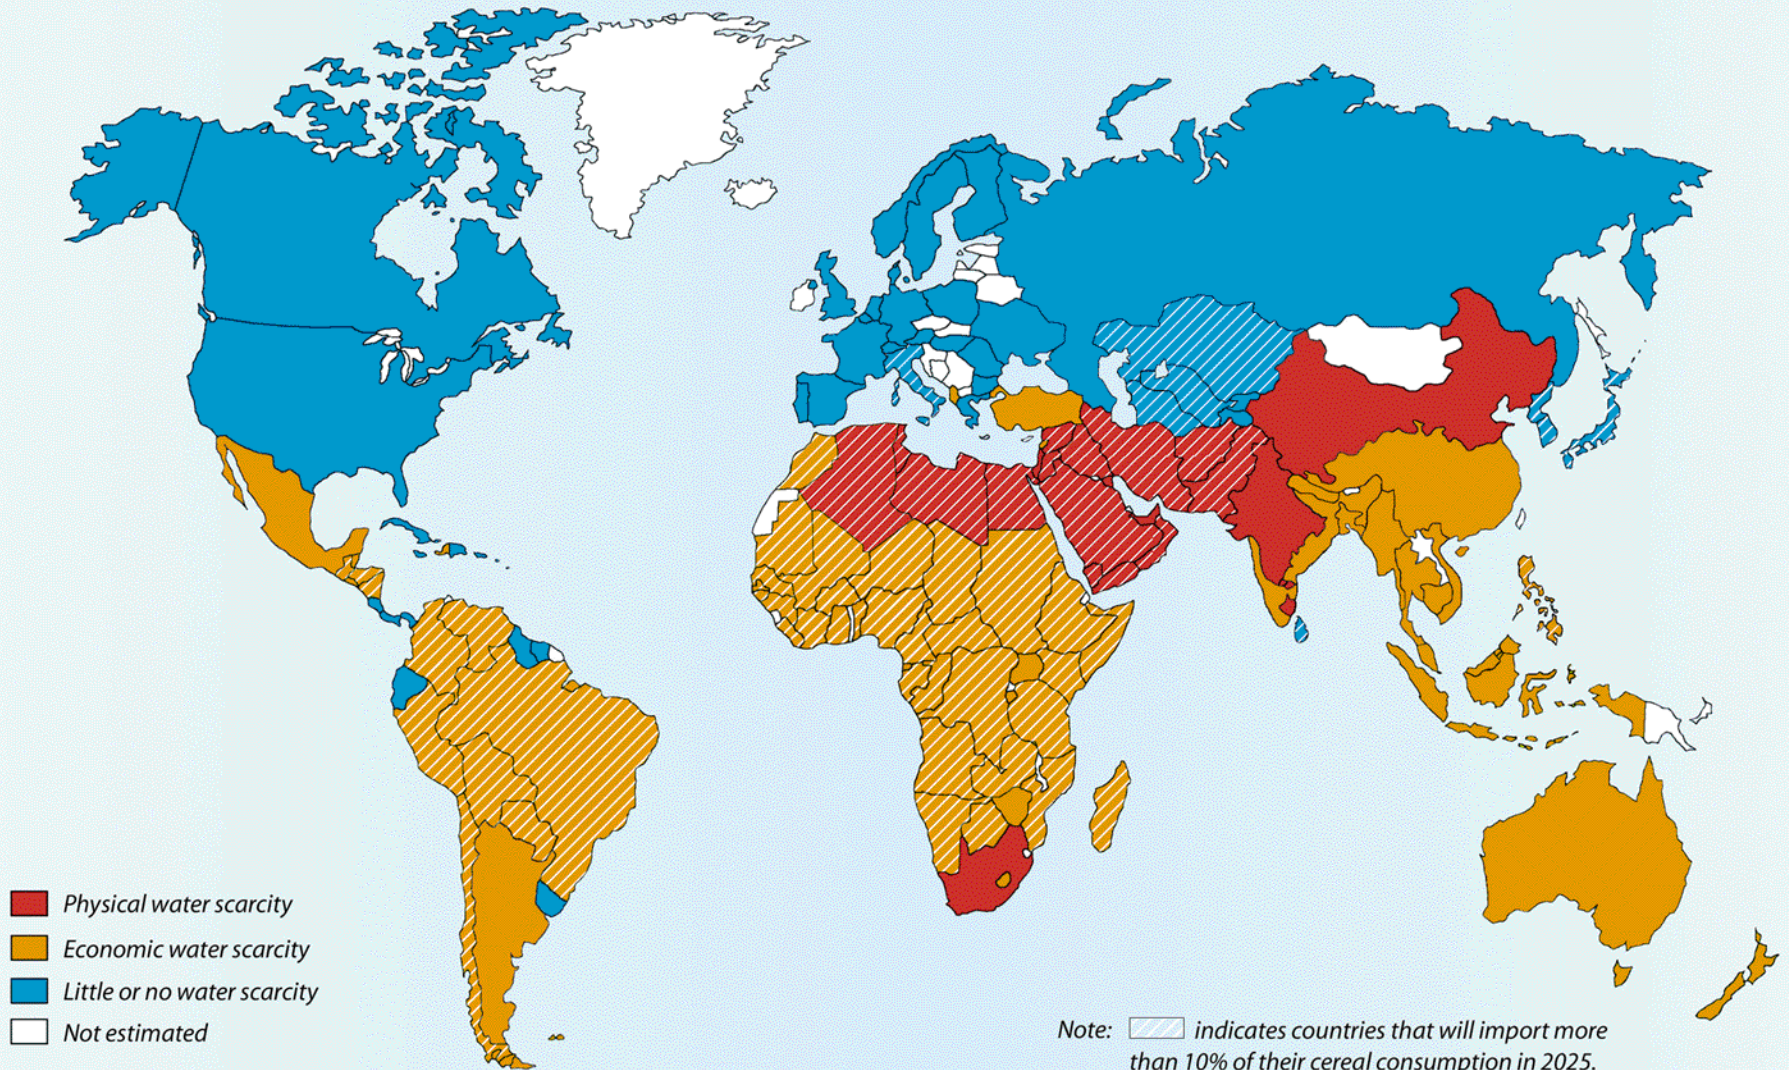 Physical water scarcity
Economic water scarcity
Little or no water scarcity
Not estimated
Note: indicates countries that will import more
than 10% of their cereal consumption in 2025.